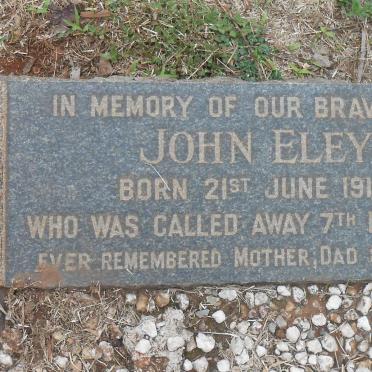 IN MEMORY OF OUR BRAV
JOHN ELEY
BORN 21ST JUNE 191
WHO WAS CALLED AWAY 7TH
EVER REMEMBERED MOTHER, DAD